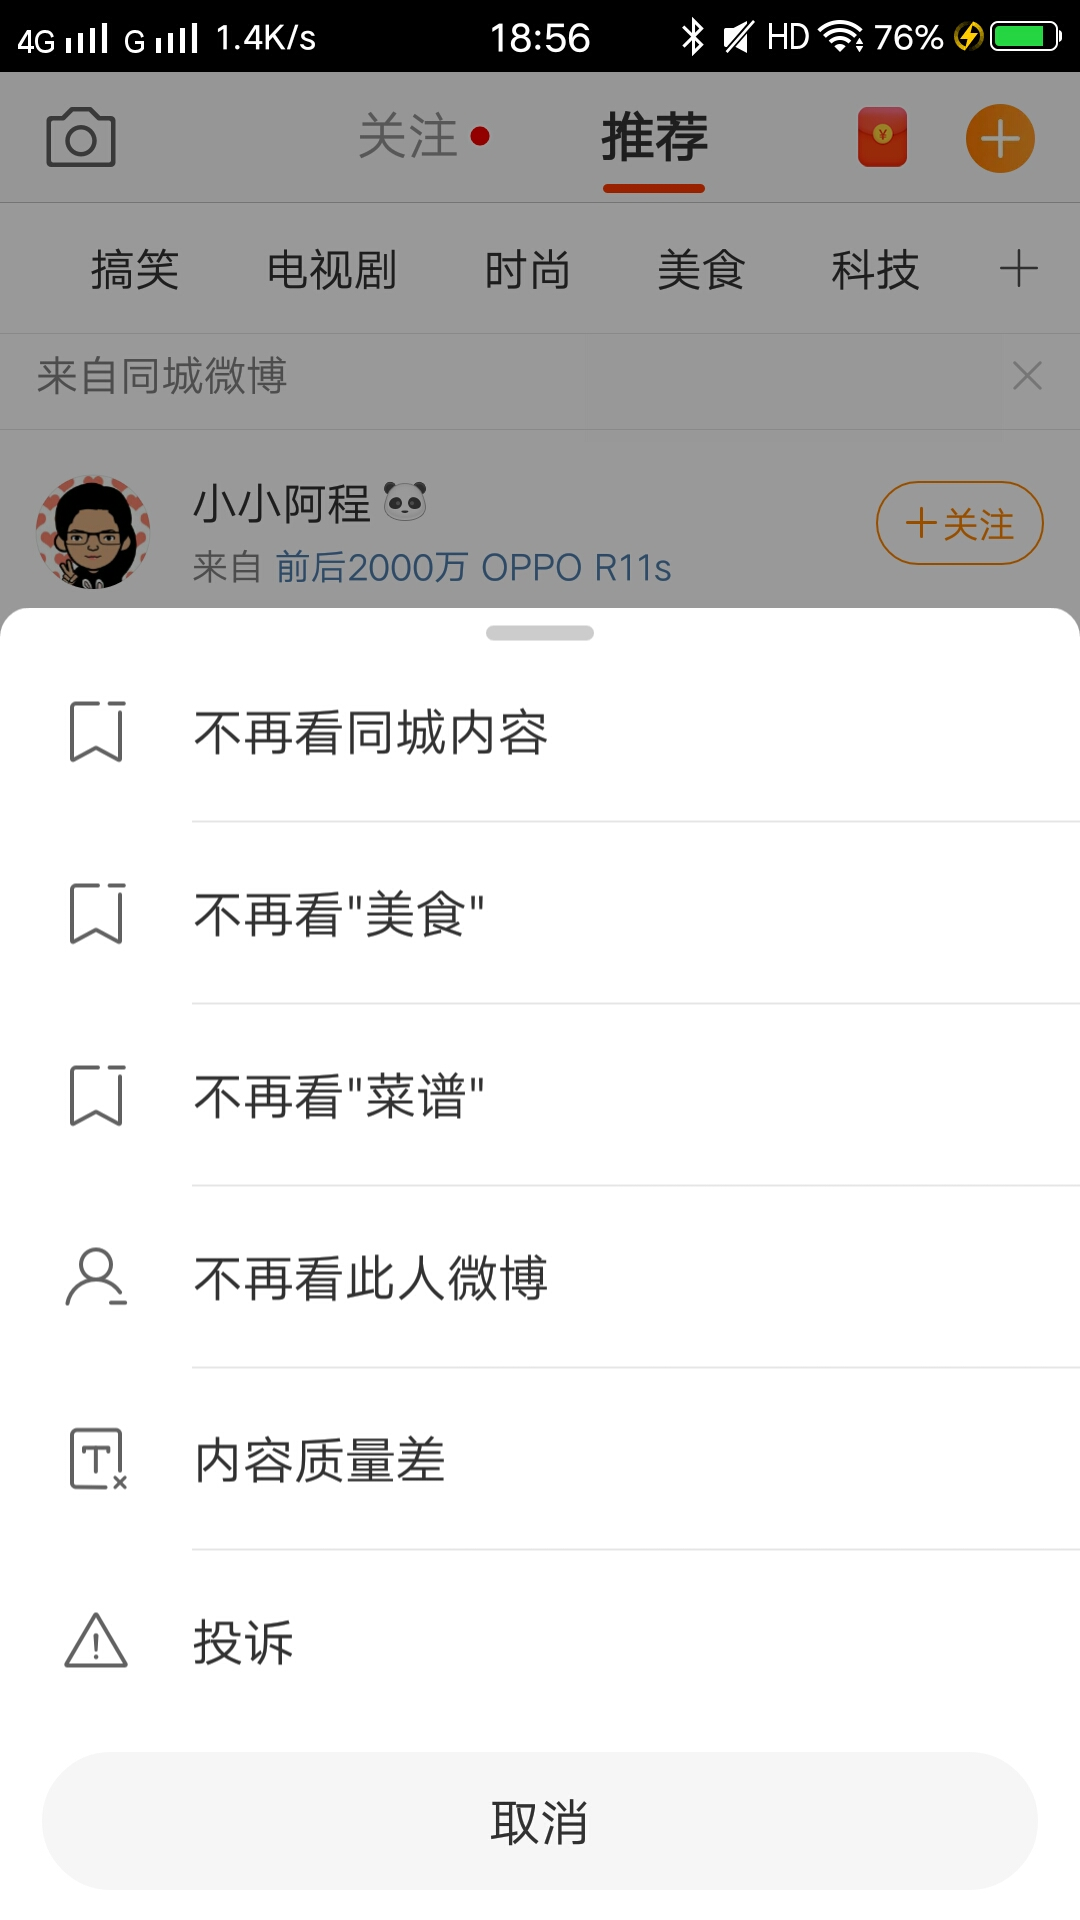 4G G 1.4K/s 18:56 HD 76%
关注 推荐
搞笑 电视剧 时尚 美食 科技
来自同城微博
小小阿程
来自 前后2000万 OPPO R11s
+关注
不再看同城内容
不再看"美食"
不再看"菜谱"
不再看此人微博
内容质量差
投诉
取消